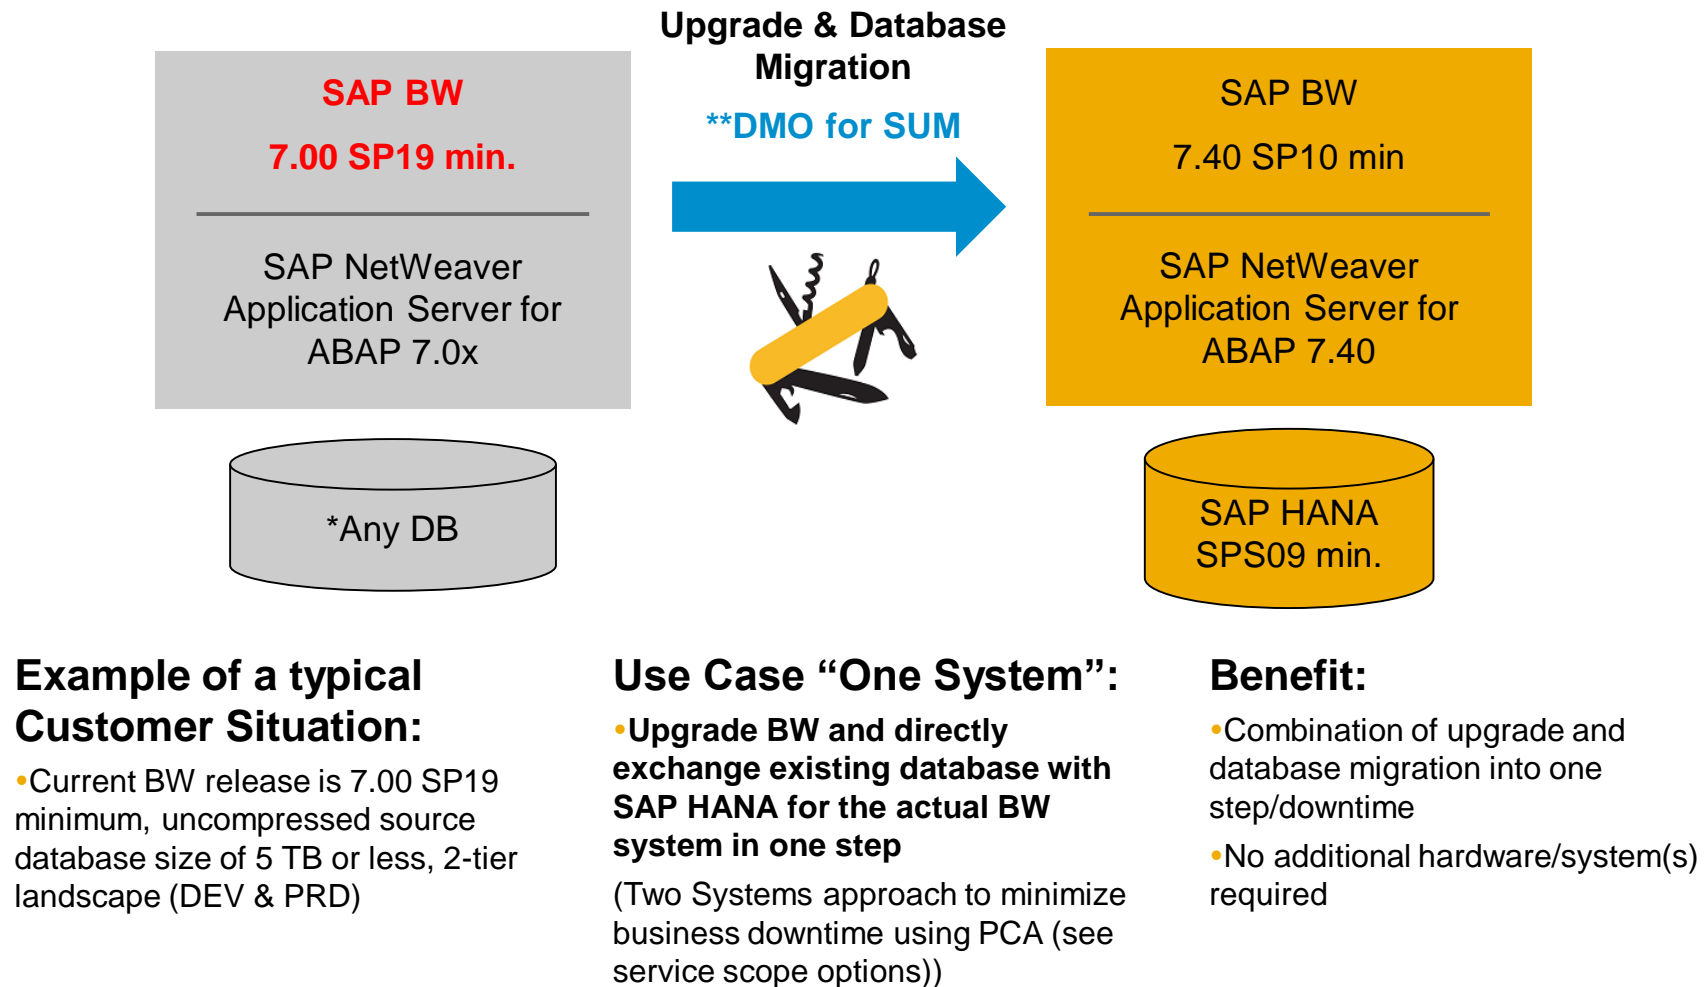 Upgrade & Database
Migration
**DMO for SUM
SAP BW
7.00 SP19 min.
SAP NetWeaver
Application Server for
ABAP 7.0x
*Any DB
SAP BW
7.40 SP10 min
SAP NetWeaver
Application Server for
ABAP 7.40
SAP HANA
SPS09 min.
Example of a typical
Customer Situation:
•Current BW release is 7.00 SP19
minimum, uncompressed source
database size of 5 TB or less, 2-tier
landscape (DEV & PRD)
Use Case “One System”:
•Upgrade BW and directly
exchange existing database with
SAP HANA for the actual BW
system in one step
(Two Systems approach to minimize
business downtime using PCA (see
service scope options))
Benefit:
•Combination of upgrade and
database migration into one
step/downtime
•No additional hardware/system(s)
required